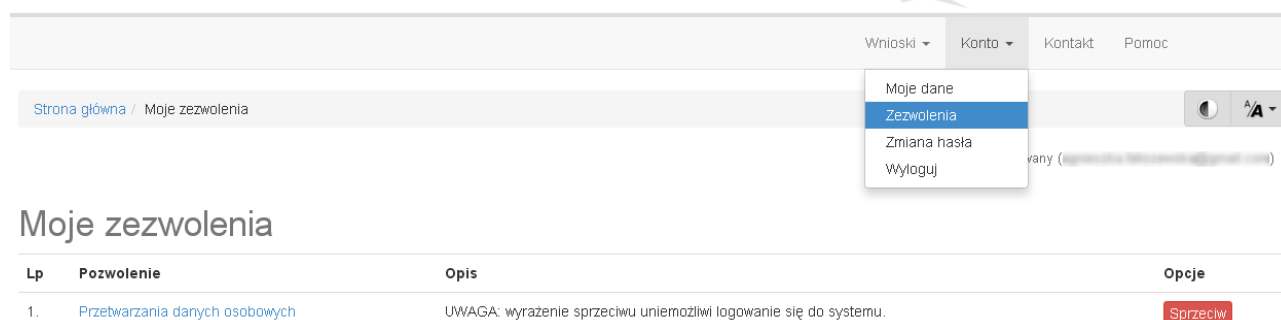 Wnioski Konto Kontakt Pomoc
Moje dane
Strona główna / Moje zezwolenia
Zezwolenia
A/A
Zmiana hasła
Wyloguj
Moje zezwolenia
Lp Pozwolenie Opis Opcje
1. Przetwarzania danych osobowych UWAGA: wyrażenie sprzeciwu uniemożliwi logowanie się do systemu. Sprzeciw